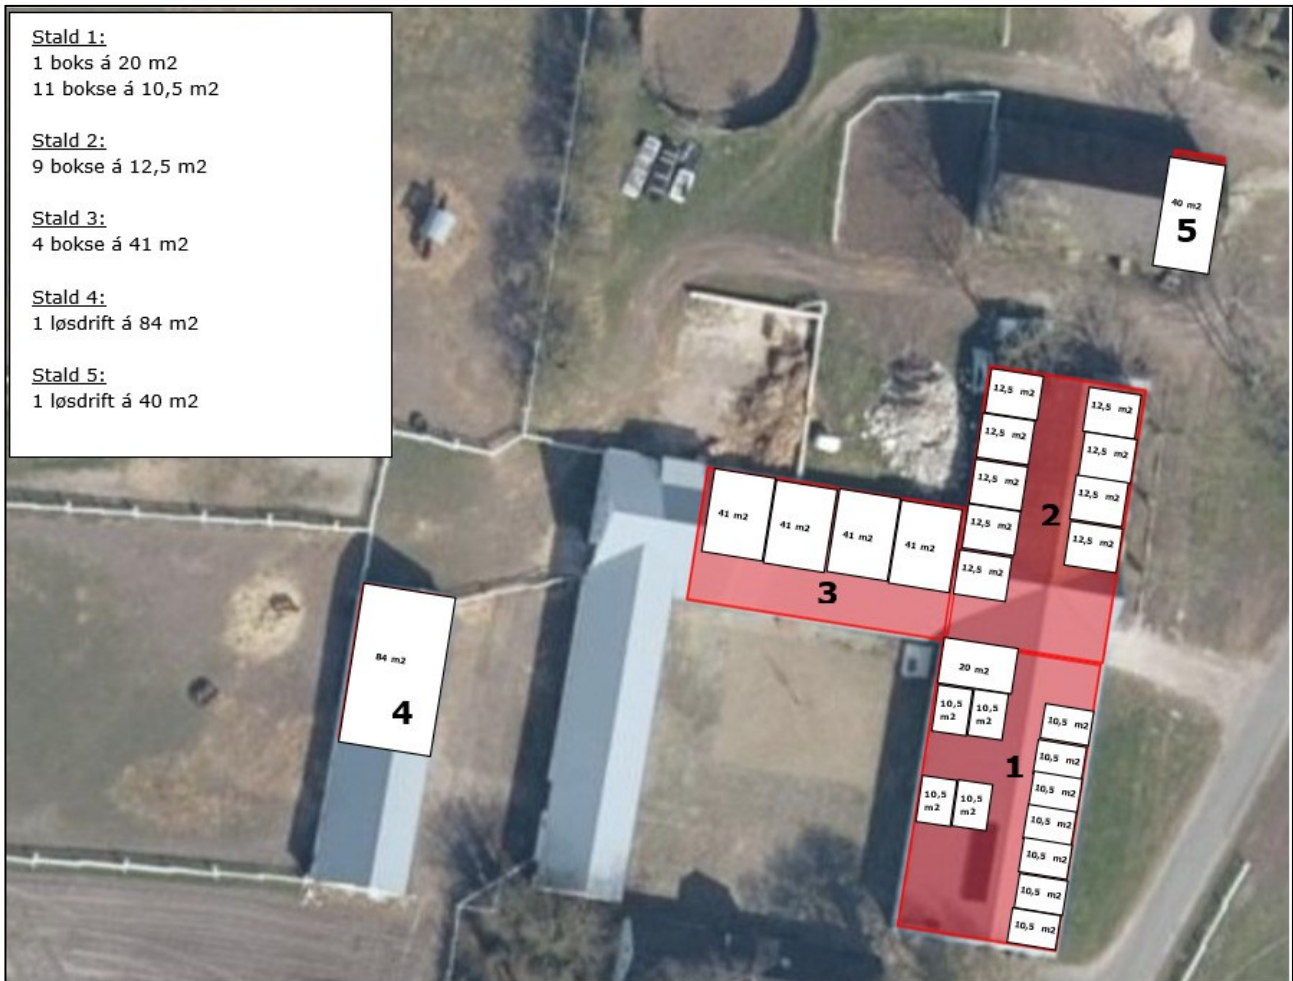 Stald 1:
1 boks á 20 m2
11 bokse á 10,5 m2
Stald 2:
9 bokse á 12,5 m2
Stald 3:
4 bokse á 41 m2
Stald 4:
1 løsdrift á 84 m2
Stald 5:
1 løsdrift á 40 m2
40 m2
5
12,5 m2
12,5 m2
12,5 m2
12,5 m2
12,5 m2
12,5 m2
12,5 m2
12,5 m2
12,5 m2
2
41 m2
41 m2
41 m2
41 m2
3
84 m2
4
20 m2
10,5
m2
10,5
m2
10,5
m2
10,5
m2
1
10,5 m2
10,5 m2
10,5 m2
10,5 m2
10,5 m2
10,5 m2
10,5 m2